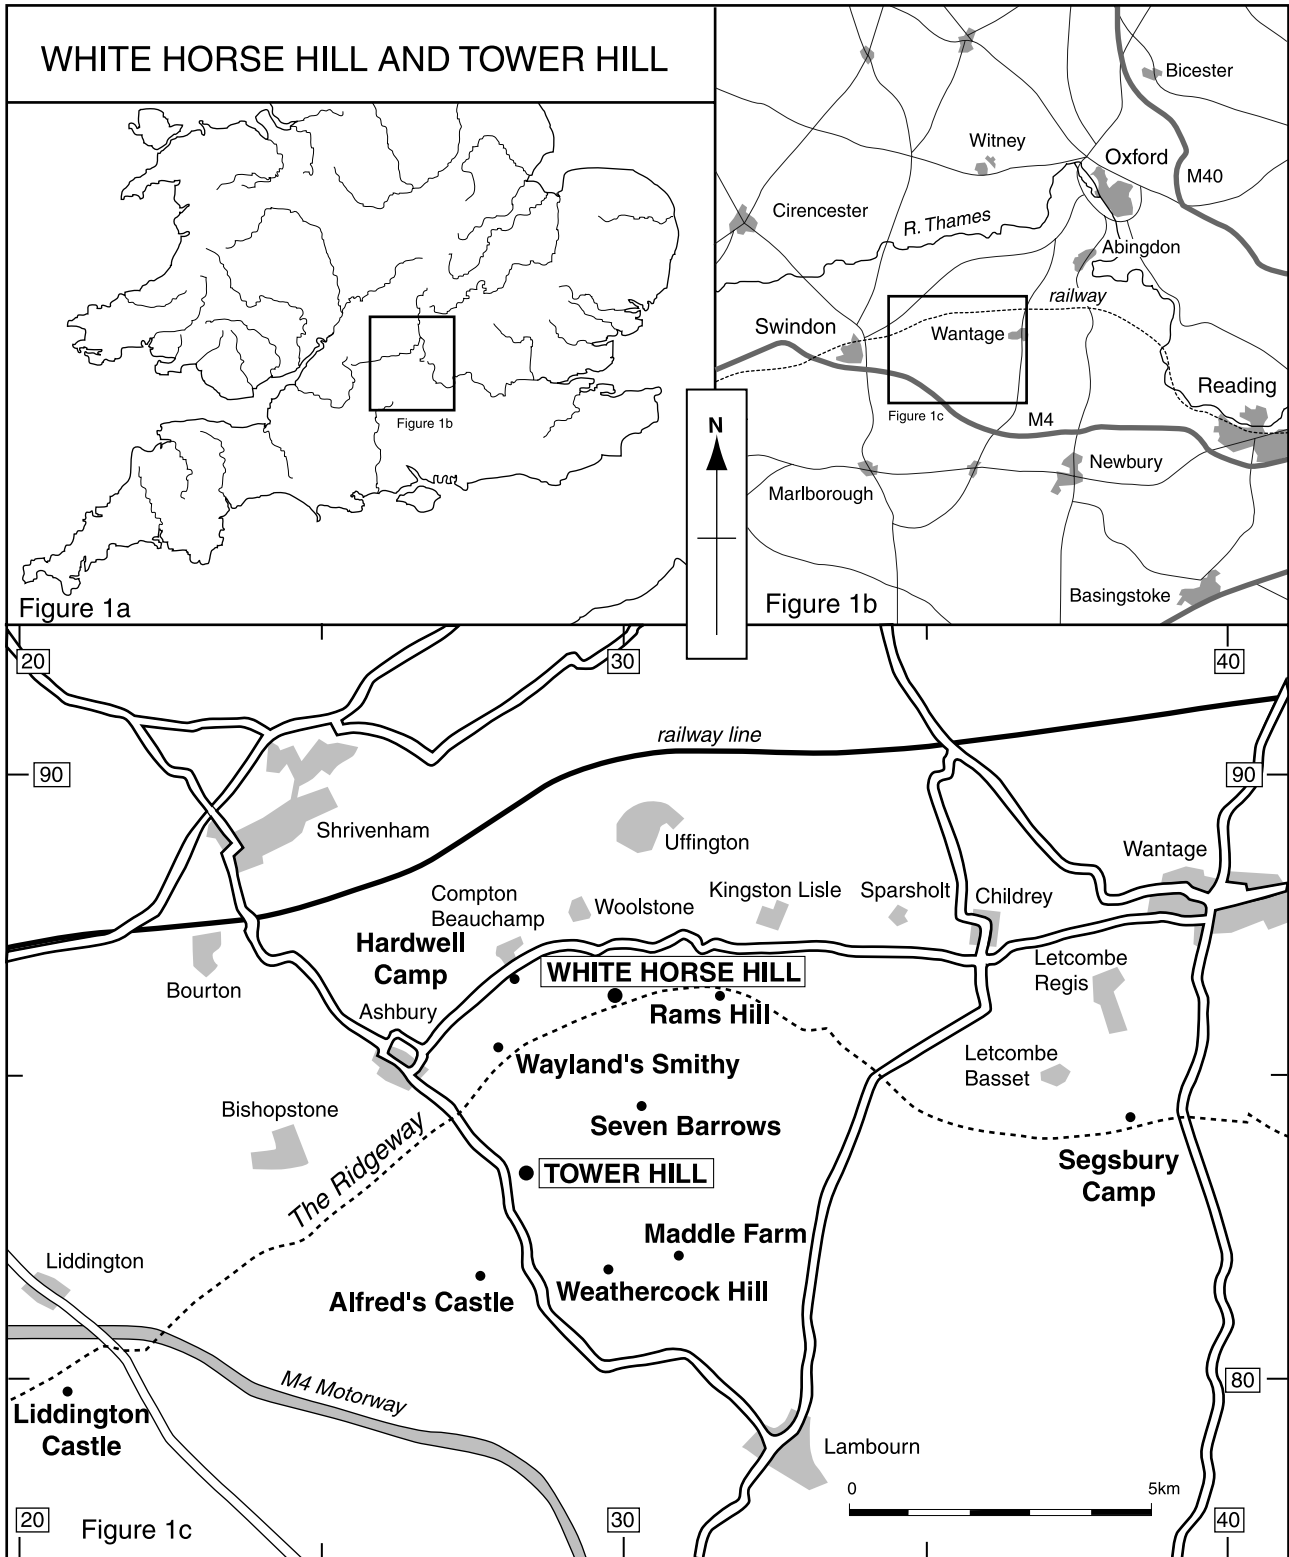 WHITE HORSE HILL AND TOWER HILL
Figure 1b
Figure 1a
Bicester
Witney
Oxford
M40
Cirencester
R. Thames
Abingdon
railway
Swindon
Wantage
Reading
Figure 1c
M4
Newbury
Marlborough
Basingstoke
Figure 1b
N
20
30
40
railway line
90
90
Shrivenham
Uffington
Wantage
Compton
Beauchamp
Woolstone
Kingston Lisle
Sparsholt
Childrey
Hardwell
Camp
WHITE HORSE HILL
Letcombe
Regis
Bourton
Ashbury
Rams Hill
Wayland's Smithy
Letcombe
Basset
Bishopstone
Seven Barrows
The Ridgeway
TOWER HILL
Segsbury
Camp
Maddle Farm
Liddington
Alfred's Castle
Weathercock Hill
M4 Motorway
80
Liddington
Castle
Lambourn
0
5km
20
Figure 1c
30
40